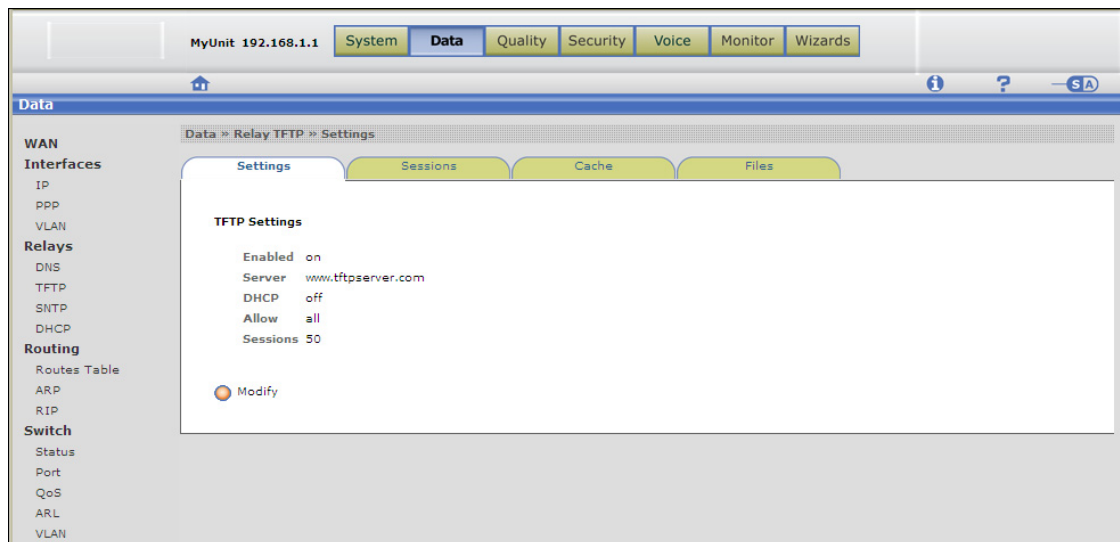 MyUnit 192.168.1.1 System Data Quality Security Voice Monitor Wizards
i ? SA
Data
WAN
Interfaces
IP
PPP
VLAN
Relays
DNS
TFTP
SNTP
DHCP
Routing
Routes Table
ARP
RIP
Switch
Status
Port
QoS
ARL
VLAN
Data » Relay TFTP » Settings
Settings Sessions Cache Files
TFTP Settings
Enabled on
Server www.tftpserver.com
DHCP off
Allow all
Sessions 50
Modify